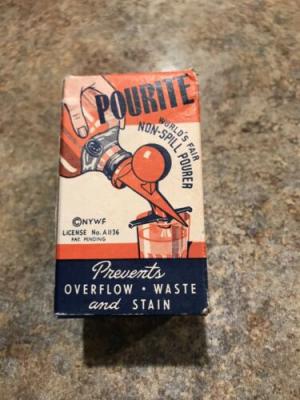 POURITE
WORLD'S FAIR
NON-SPILL POURER
©NYWF
LICENSE No. A1136
PAT. PENDING
Prevents
OVERFLOW • WASTE
and STAIN